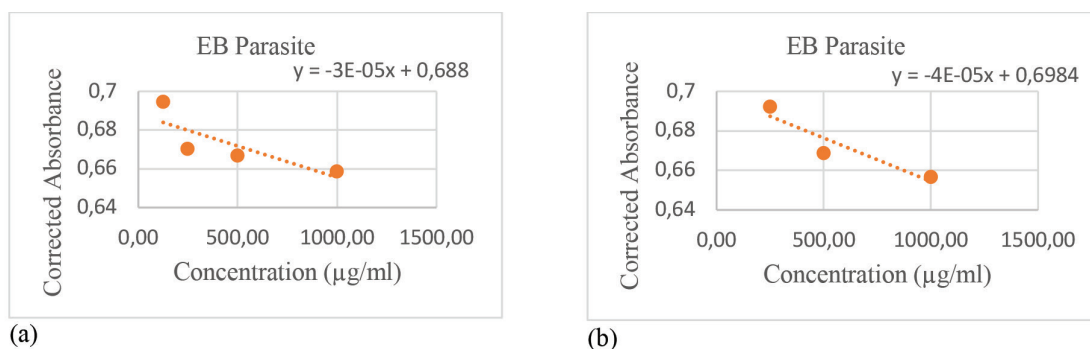 EB Parasite
y = -3E-05x + 0,688
Corrected Absorbance
0,7
0,68
0,66
0,64
0,00 500,00 1000,00 1500,00
Concentration (µg/ml)
(a)
EB Parasite
y = -4E-05x + 0,6984
Corrected Absorbance
0,7
0,68
0,66
0,64
0,00 500,00 1000,00 1500,00
Concentration (µg/ml)
(b)